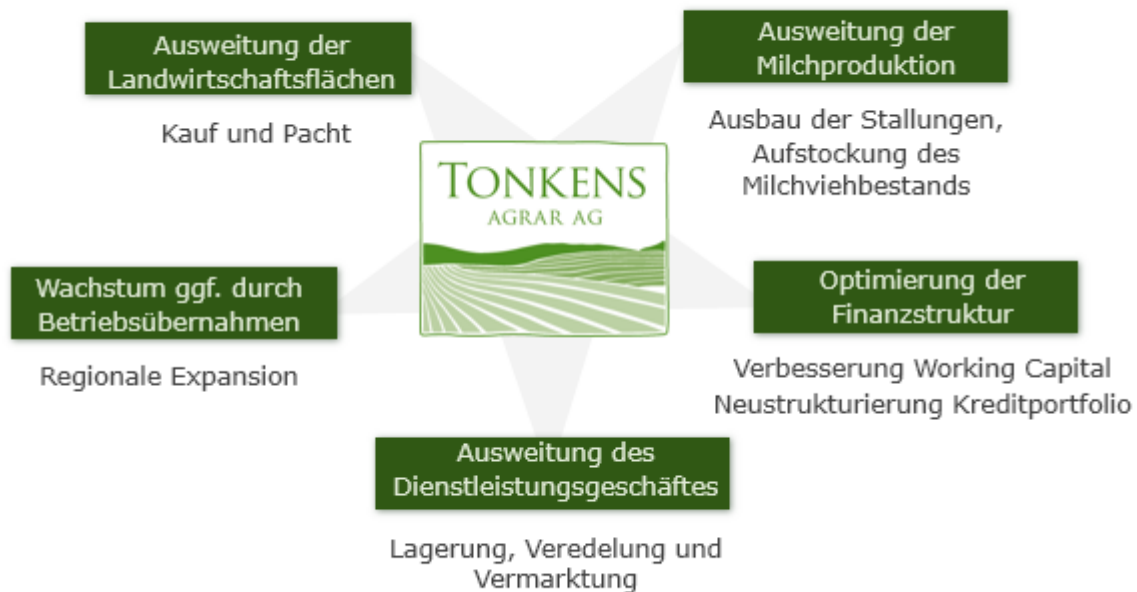 Ausweitung der
Landwirtschaftsflächen
Kauf und Pacht
Ausweitung der
Milchproduktion
Ausbau der Stallungen,
Aufstockung des
Milchviehbestands
TONKENS
AGRAR AG
Wachstum ggf. durch
Betriebsübernahmen
Regionale Expansion
Optimierung der
Finanzstruktur
Verbesserung Working Capital
Neustrukturierung Kreditportfolio
Ausweitung des
Dienstleistungsgeschäftes
Lagerung, Veredelung und
Vermarktung